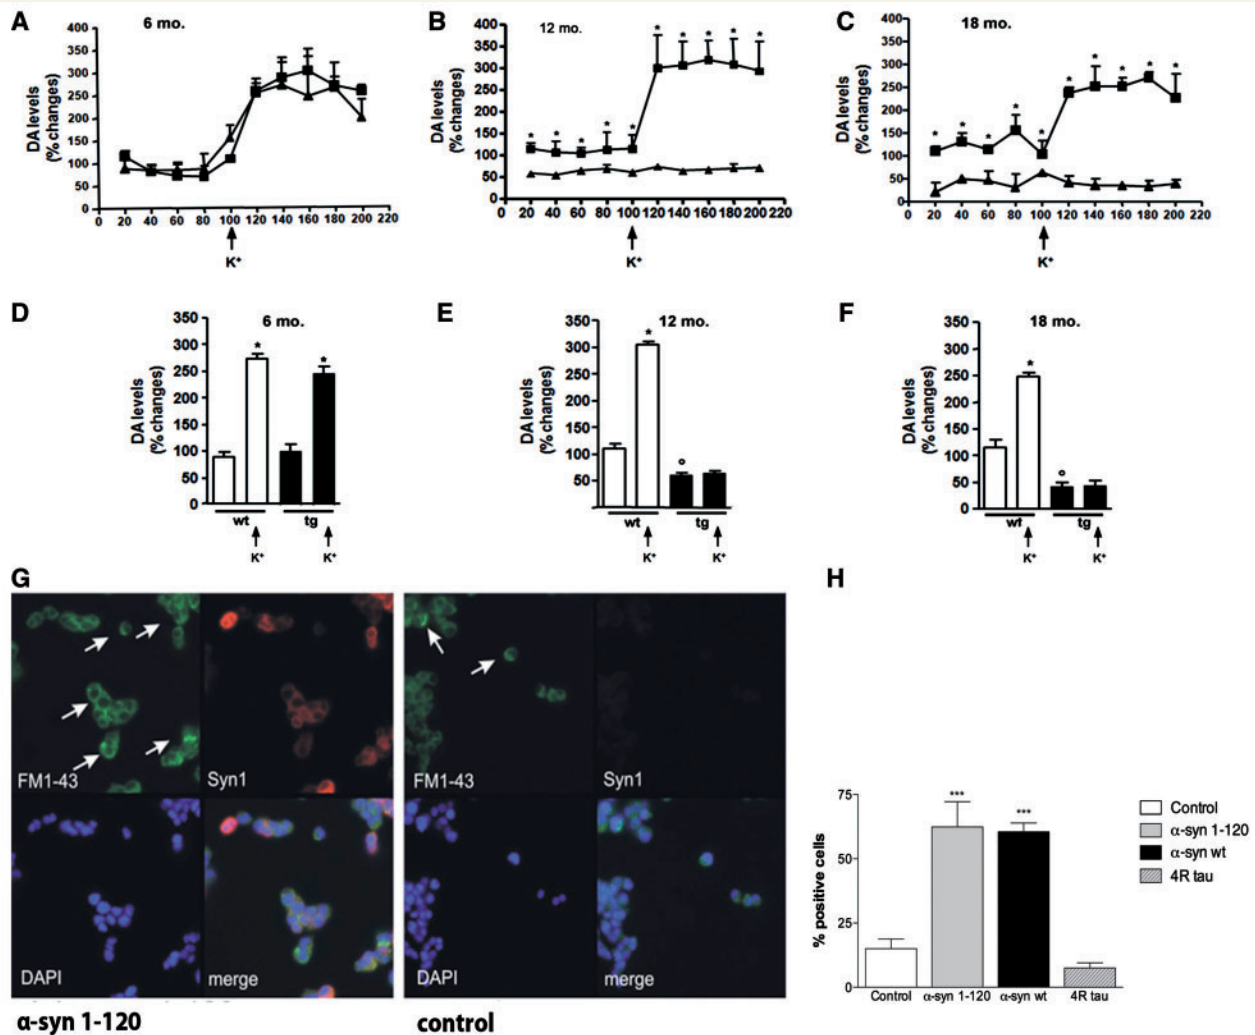 A
6 mo.
DA levels
(% changes)
400
350
300
250
200
150
100
50
0
0 20 40 60 80 100 120 140 160 180 200 220
K⁺
B
12 mo.
DA levels
(% changes)
400
350
300
250
200
150
100
50
0
* * * * * * * * * *
0 20 40 60 80 100 120 140 160 180 200 220
K⁺
C
18 mo.
DA levels
(% changes)
400
350
300
250
200
150
100
50
0
* * * * * * * * * *
0 20 40 60 80 100 120 140 160 180 200 220
K⁺
D
6 mo.
DA levels
(% changes)
350
300
250
200
150
100
50
0
* *
wt tg
K⁺ K⁺
E
12 mo.
DA levels
(% changes)
350
300
250
200
150
100
50
* °
wt tg
K⁺ K⁺
F
18 mo.
DA levels
(% changes)
350
300
250
200
150
100
50
0
* °
wt tg
K⁺ K⁺
G
FM1-43 Syn1
DAPI merge
α-syn 1-120
FM1-43 Syn1
DAPI merge
control
H
% positive cells
75
50
25
0
*** ***
Control α-syn 1-120 α-syn wt 4R tau
Control
α-syn 1-120
α-syn wt
4R tau